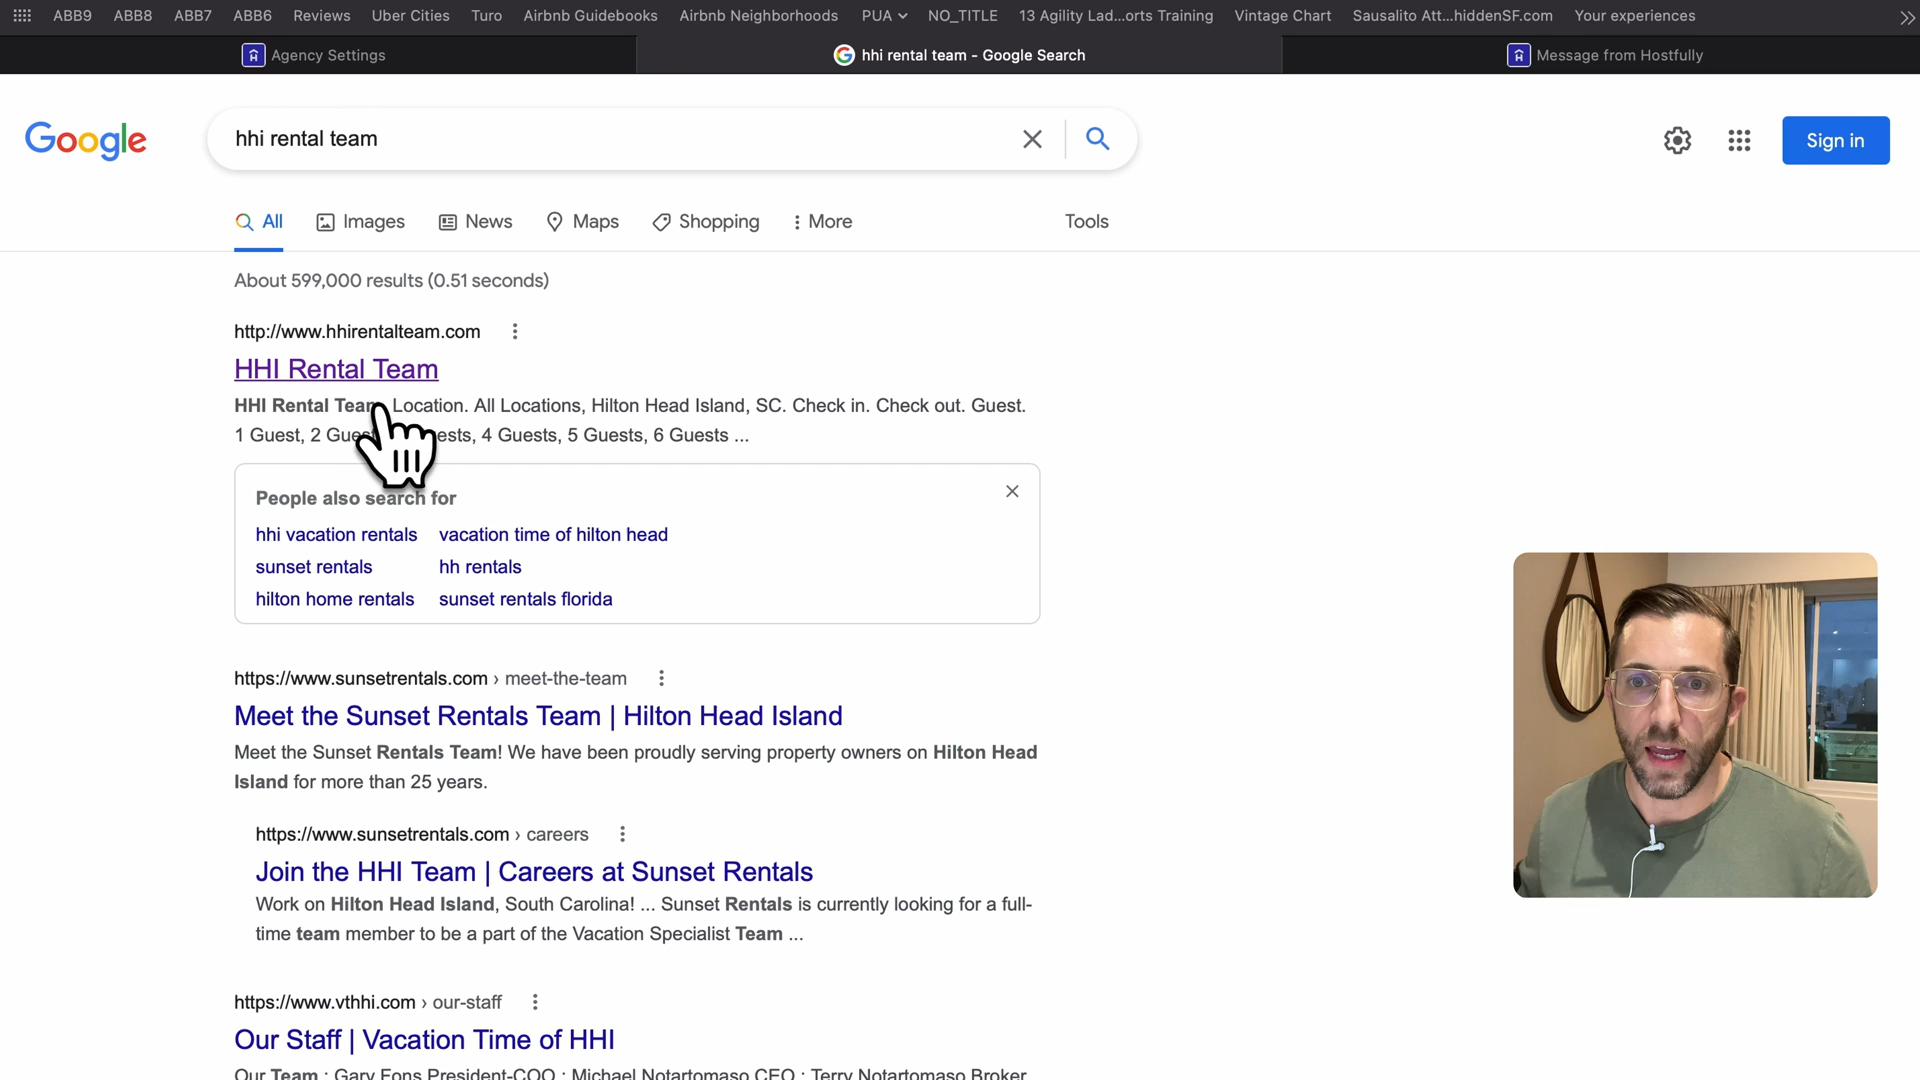 ABB9 ABB8 ABB7 ABB6 Reviews Uber Cities Turo Airbnb Guidebooks Airbnb Neighborhoods PUA NO_TITLE 13 Agility Lad...orts Training Vintage Chart Sausalito Att...hiddenSF.com Your experiences
Agency Settings hhi rental team - Google Search Message from Hostfully
Google hhi rental team Sign in
All Images News Maps Shopping More Tools
About 599,000 results (0.51 seconds)
http://www.hhirentalteam.com
HHI Rental Team
HHI Rental Location. All Locations, Hilton Head Island, SC. Check in. Check out. Guest.
1 Guest, 2 4 Guests, 5 Guests, 6 Guests ...
People also search for
hhi vacation rentals vacation time of hilton head
sunset rentals hh rentals
hilton home rentals sunset rentals florida
https://www.sunsetrentals.com › meet-the-team
Meet the Sunset Rentals Team | Hilton Head Island
Meet the Sunset Rentals Team! We have been proudly serving property owners on Hilton Head
Island for more than 25 years.
https://www.sunsetrentals.com › careers
Join the HHI Team | Careers at Sunset Rentals
Work on Hilton Head Island, South Carolina! ... Sunset Rentals is currently looking for a full-
time team member to be a part of the Vacation Specialist Team ...
https://www.vthhi.com › our-staff
Our Staff | Vacation Time of HHI
Our Team : Gary Fons President-COO : Michael Notartomaso CEO : Terry Notartomaso Broker